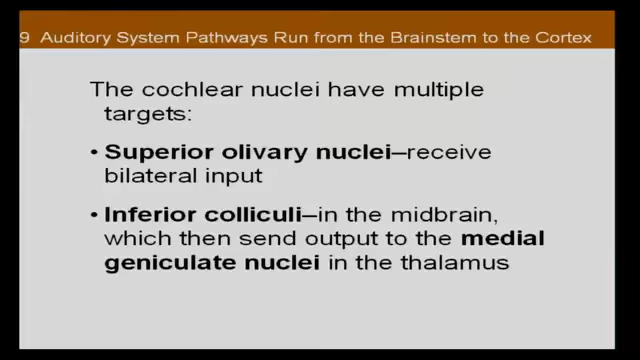 9 Auditory System Pathways Run from the Brainstem to the Cortex
The cochlear nuclei have multiple
targets:
• Superior olivary nuclei–receive
bilateral input
• Inferior colliculi–in the midbrain,
which then send output to the medial
geniculate nuclei in the thalamus